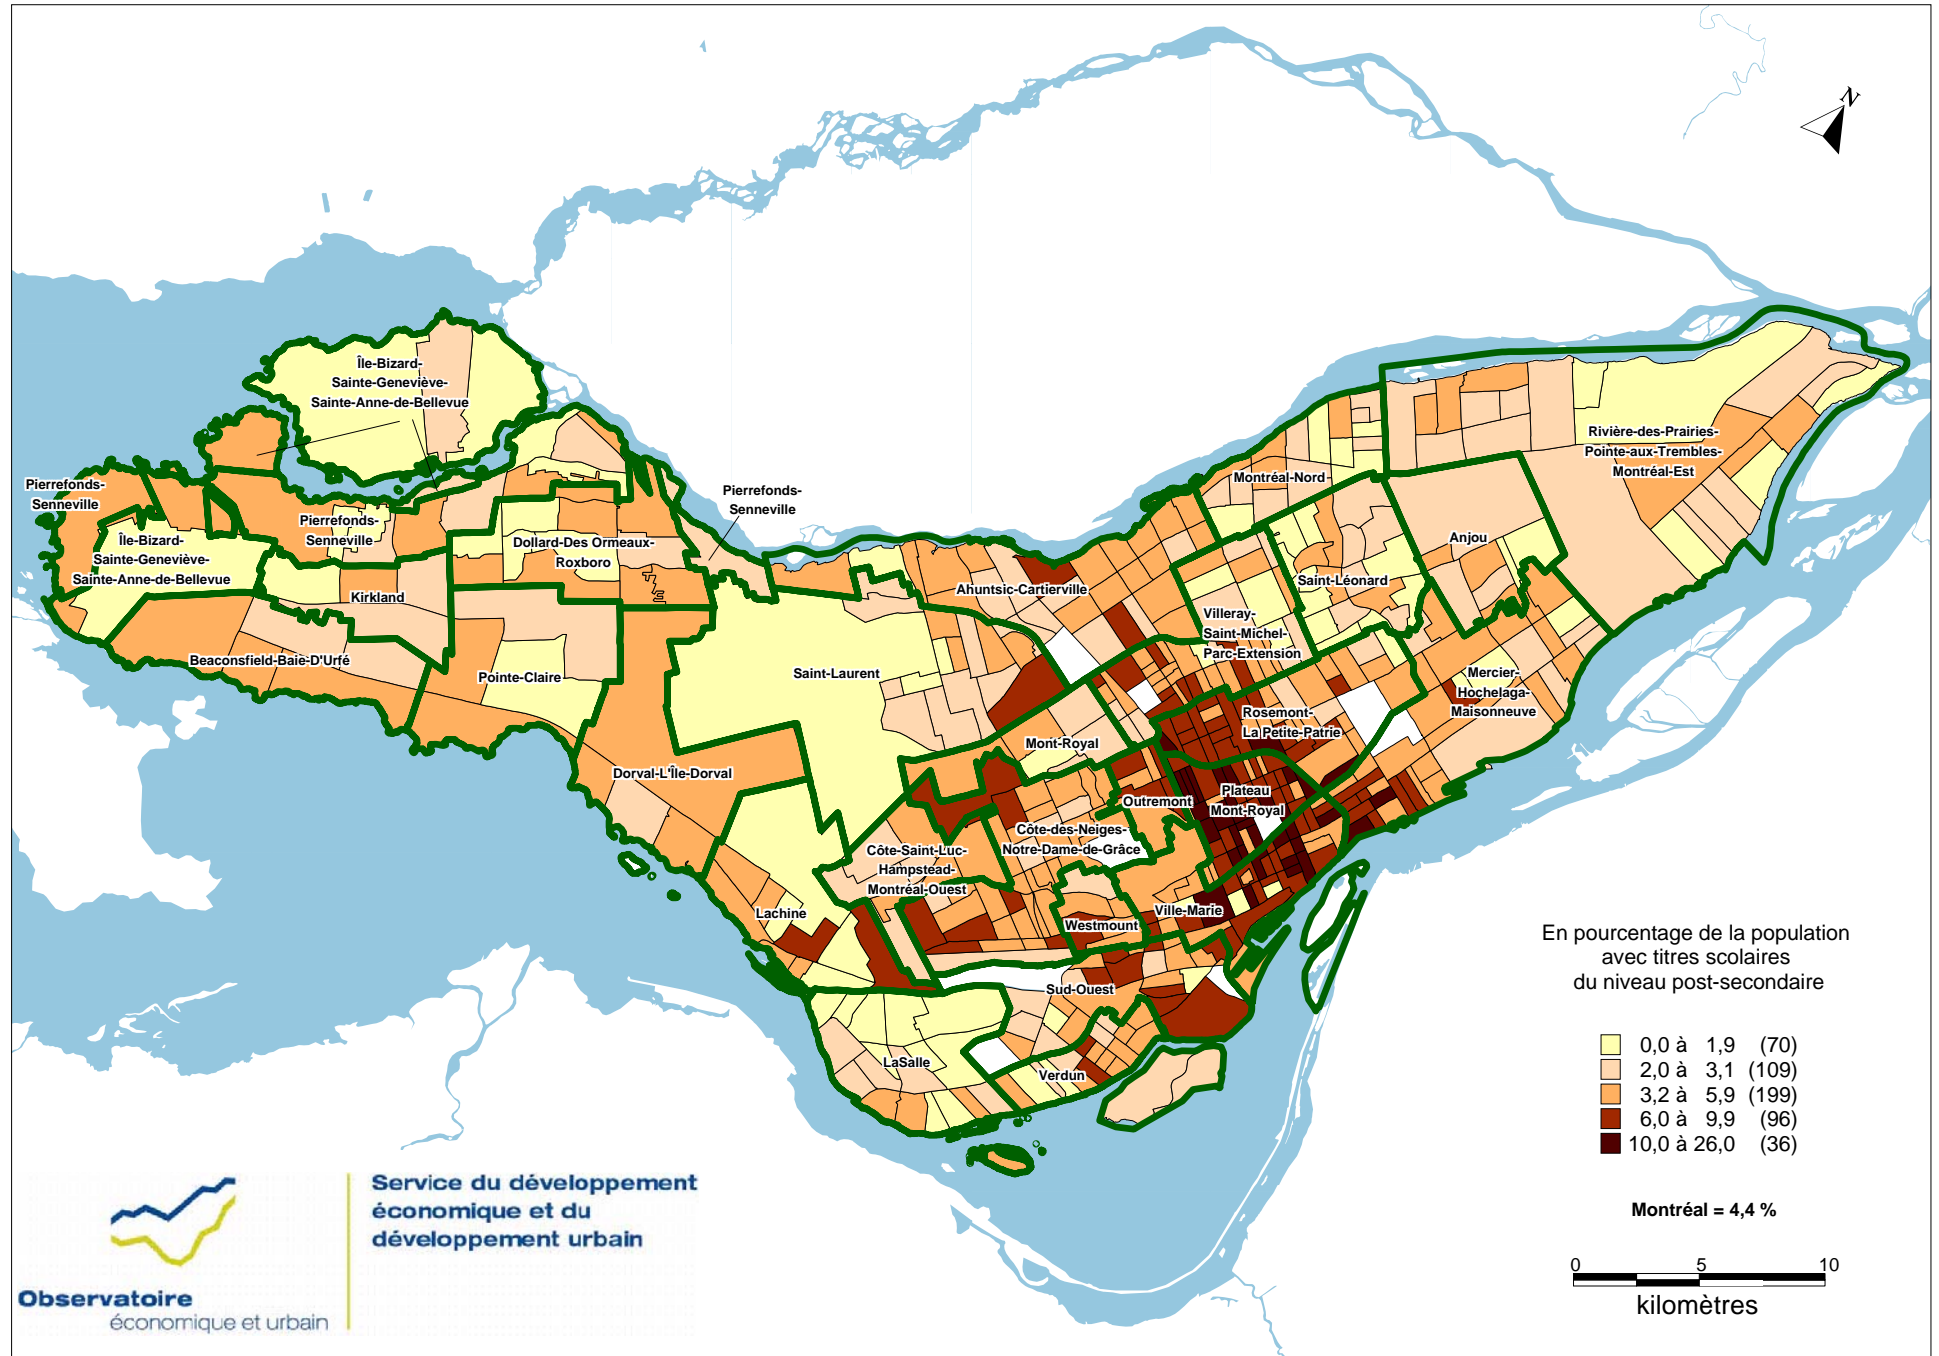 N
Île-Bizard-
Sainte-Geneviève-
Sainte-Anne-de-Bellevue
Pierrefonds-
Senneville
Île-Bizard-
Sainte-Geneviève-
Sainte-Anne-de-Bellevue
Pierrefonds-
Senneville
Pierrefonds-
Senneville
Dollard-Des Ormeaux-
Roxboro
Kirkland
Beaconsfield-Baie-D'Urfé
Pointe-Claire
Dorval-L'Île-Dorval
Saint-Laurent
Ahuntsic-Cartierville
Montréal-Nord
Rivière-des-Prairies-
Pointe-aux-Trembles-
Montréal-Est
Anjou
Saint-Léonard
Villeray-
Saint-Michel-
Parc-Extension
Mercier-
Hochelaga-
Maisonneuve
Rosemont-
La Petite-Patrie
Mont-Royal
Outremont
Plateau
Mont-Royal
Côte-des-Neiges-
Notre-Dame-de-Grâce
Côte-Saint-Luc-
Hampstead-
Montréal-Ouest
Lachine
Westmount
Ville-Marie
Sud-Ouest
LaSalle
Verdun
En pourcentage de la population
avec titres scolaires
du niveau post-secondaire
0,0 à 1,9 (70)
2,0 à 3,1 (109)
3,2 à 5,9 (199)
6,0 à 9,9 (96)
10,0 à 26,0 (36)
Montréal = 4,4 %
0 5 10
kilomètres
Service du développement
économique et du
développement urbain
Observatoire
économique et urbain